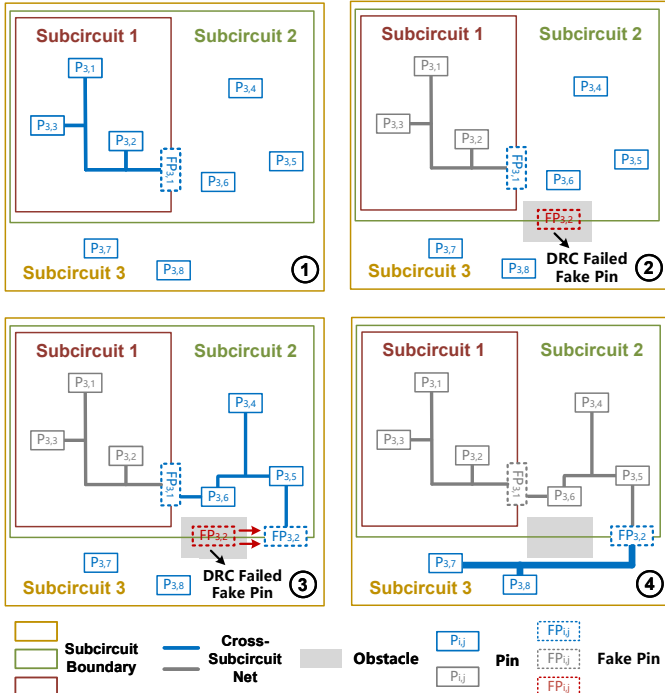 Subcircuit 1
Subcircuit 2
P3,1
P3,4
P3,3
P3,2
FP3,1
P3,5
P3,6
P3,7
P3,8
Subcircuit 3
1
Subcircuit 1
Subcircuit 2
P3,1
P3,4
P3,3
P3,2
FP3,1
P3,5
P3,6
FP3,2
P3,7
P3,8
DRC Failed
Fake Pin
Subcircuit 3
2
Subcircuit 1
Subcircuit 2
P3,1
P3,4
P3,3
P3,2
FP3,1
P3,5
P3,6
FP3,2
FP3,2
P3,7
P3,8
DRC Failed
Fake Pin
Subcircuit 3
3
Subcircuit 1
Subcircuit 2
P3,1
P3,4
P3,3
P3,2
FP3,1
P3,5
P3,6
FP3,2
P3,7
P3,8
Subcircuit 3
4
Subcircuit
Boundary
Cross-
Subcircuit
Net
Obstacle
Pi,j
Pi,j
Pin
FPi,j
FPi,j
FPi,j
Fake Pin